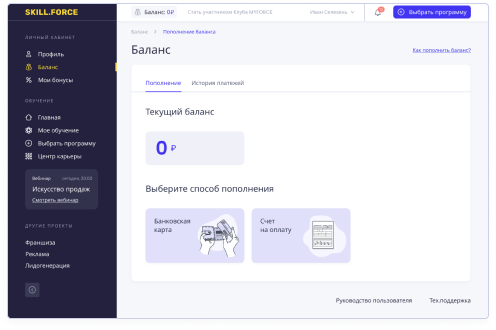 SKILL.FORCE
Баланс: 0₽
Стать участником Клуба MYFORCE
Иван Селезень
Выбрать программу
ЛИЧНЫЙ КАБИНЕТ
Профиль
Баланс
Мои бонусы
ОБУЧЕНИЕ
Главная
Мое обучение
Выбрать программу
Центр карьеры
Вебинар сегодня, 20:00
Искусство продаж
Смотреть вебинар
ДРУГИЕ ПРОЕКТЫ
Франшиза
Реклама
Лидогенерация
Баланс Пополнение баланса
Баланс
Как пополнить баланс?
Пополнение История платежей
Текущий баланс
0 ₽
Выберите способ пополнения
Банковская
карта
Счет
на оплату
Руководство пользователя Тех.поддержка